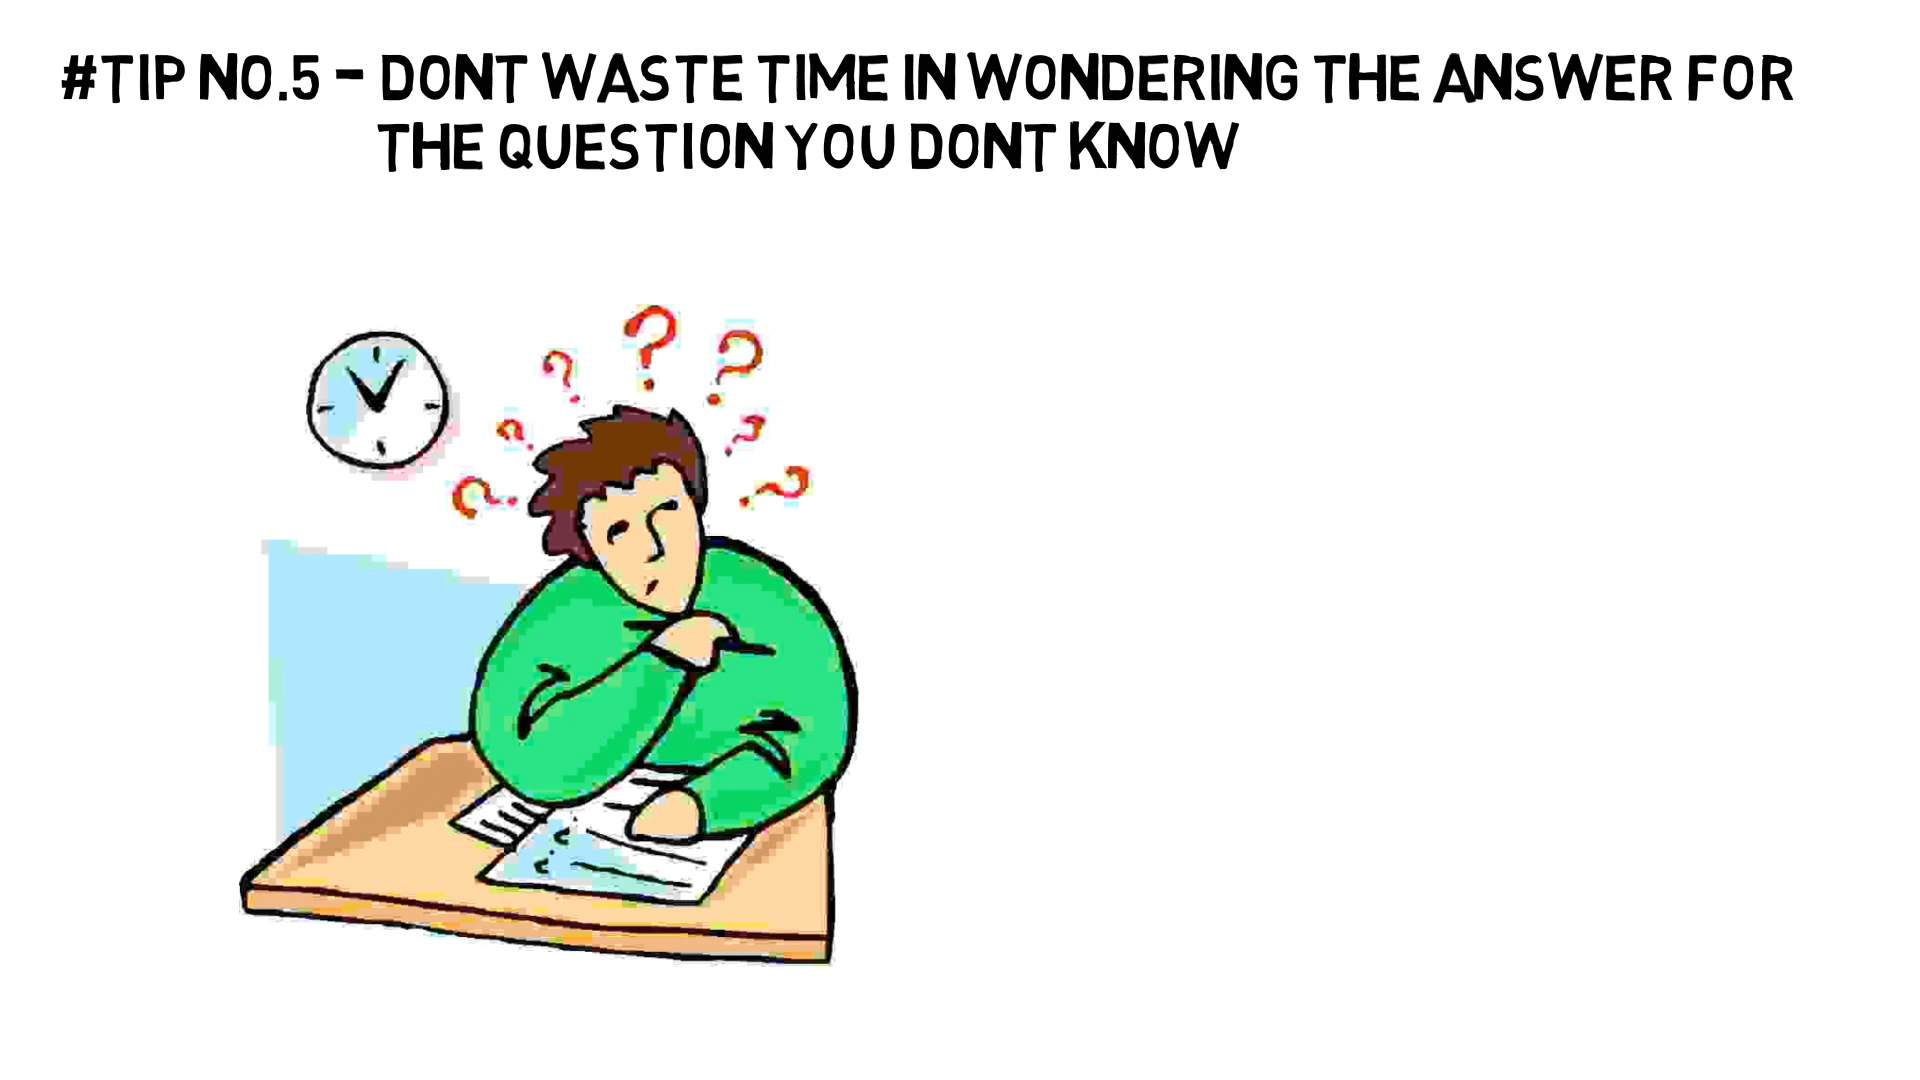 #TIP NO.5 - DONT WASTE TIME IN WONDERING THE ANSWER FOR
THE QUESTION YOU DONT KNOW